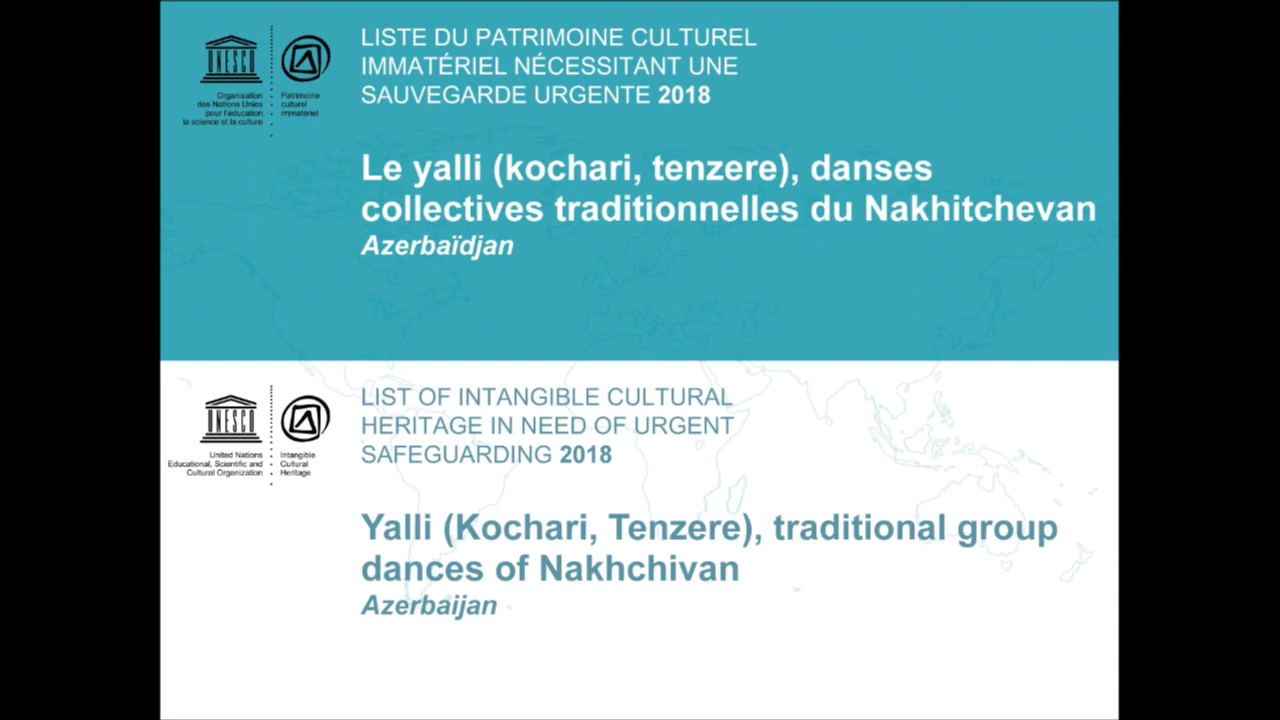 LISTE DU PATRIMOINE CULTUREL
IMMATÉRIEL NÉCESSITANT UNE
SAUVEGARDE URGENTE 2018
UNESCO
Organisation
des Nations Unies
pour l'éducation
la science et la culture
Patrimoine
culturel
immatériel
Le yalli (kochari, tenzere), danses
collectives traditionnelles du Nakhitchevan
Azerbaïdjan
LIST OF INTANGIBLE CULTURAL
HERITAGE IN NEED OF URGENT
SAFEGUARDING 2018
UNESCO
United Nations
Educational, Scientific and
Cultural Organization
Intangible
Cultural
Heritage
Yalli (Kochari, Tenzere), traditional group
dances of Nakhchivan
Azerbaijan